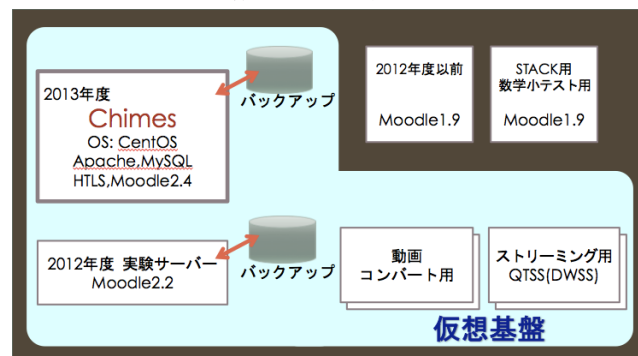 2013年度
Chimes
OS: CentOS
Apache,MySQL
HTLS,Moodle2.4
バックアップ
2012年度以前
Moodle1.9
STACK用
数学小テスト用
Moodle1.9
2012年度 実験サーバー
Moodle2.2
バックアップ
動画
コンバート用
ストリーミング用
QTSS(DWSS)
仮想基盤